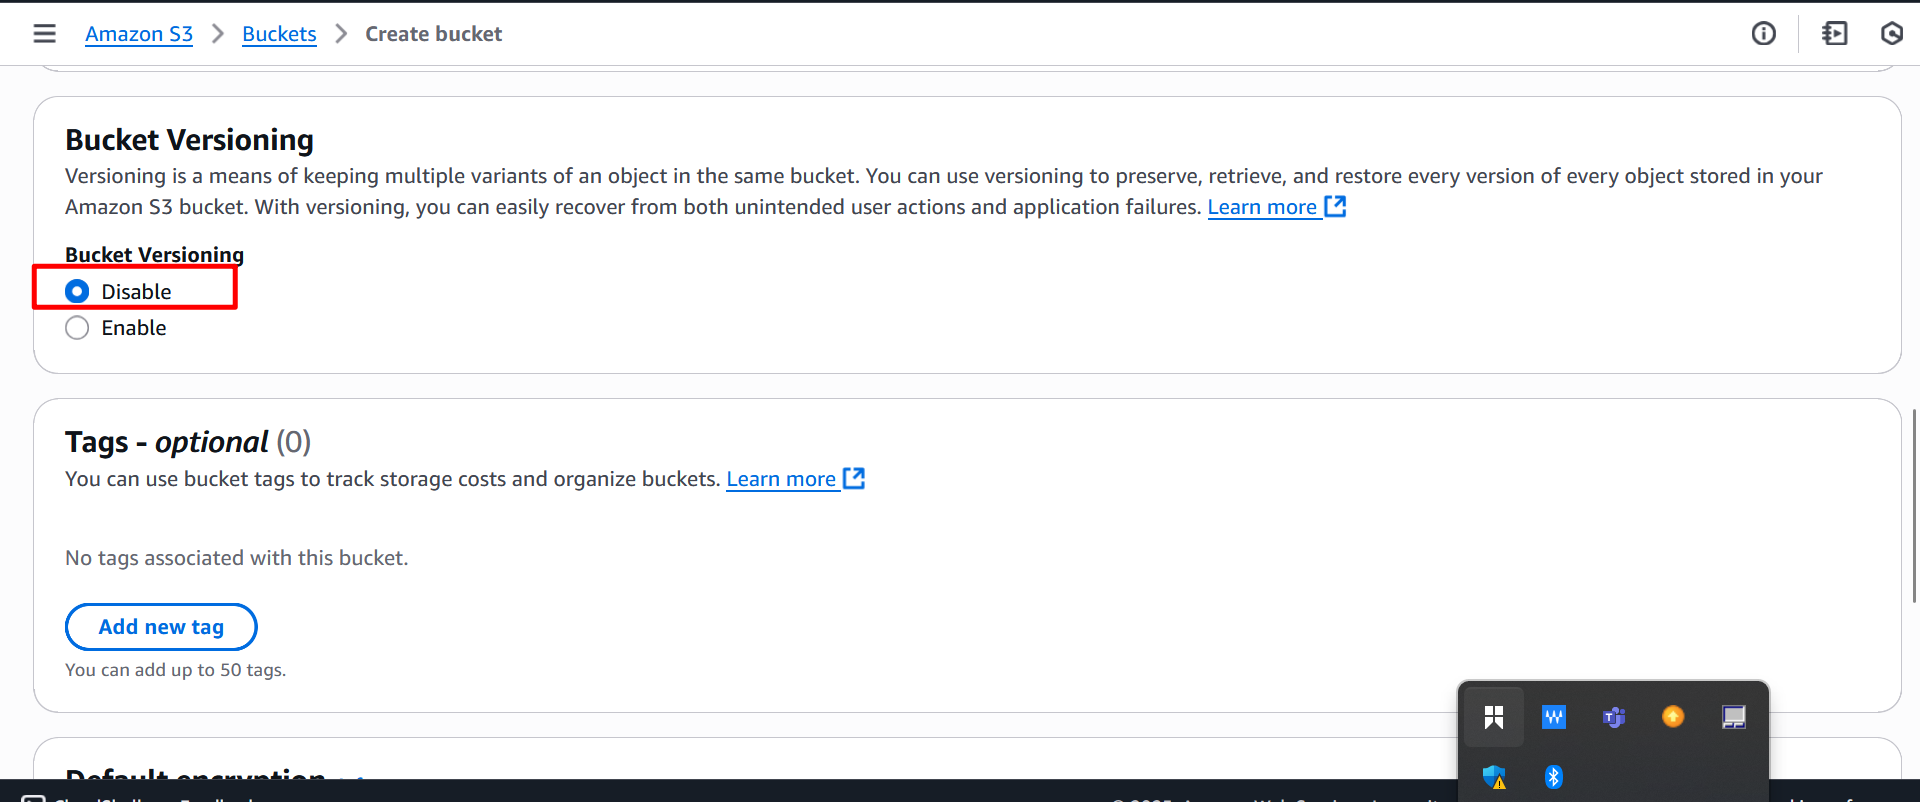 Amazon S3 > Buckets > Create bucket
Bucket Versioning
Versioning is a means of keeping multiple variants of an object in the same bucket. You can use versioning to preserve, retrieve, and restore every version of every object stored in your
Amazon S3 bucket. With versioning, you can easily recover from both unintended user actions and application failures. Learn more
Bucket Versioning
Disable
Enable
Tags - optional (0)
You can use bucket tags to track storage costs and organize buckets. Learn more
No tags associated with this bucket.
Add new tag
You can add up to 50 tags.
Default encryption